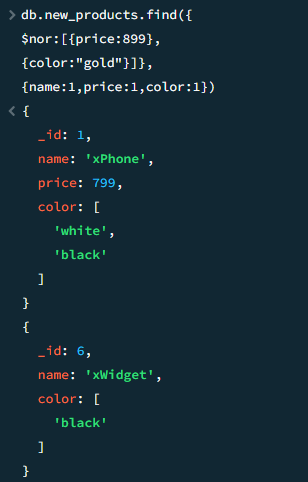 > db.new_products.find({
$nor:[{price:899},
{color:"gold"}]},
{name:1,price:1,color:1})
< {
_id: 1,
name: 'xPhone',
price: 799,
color: [
'white',
'black'
]
}
{
_id: 6,
name: 'xWidget',
color: [
'black'
]
}